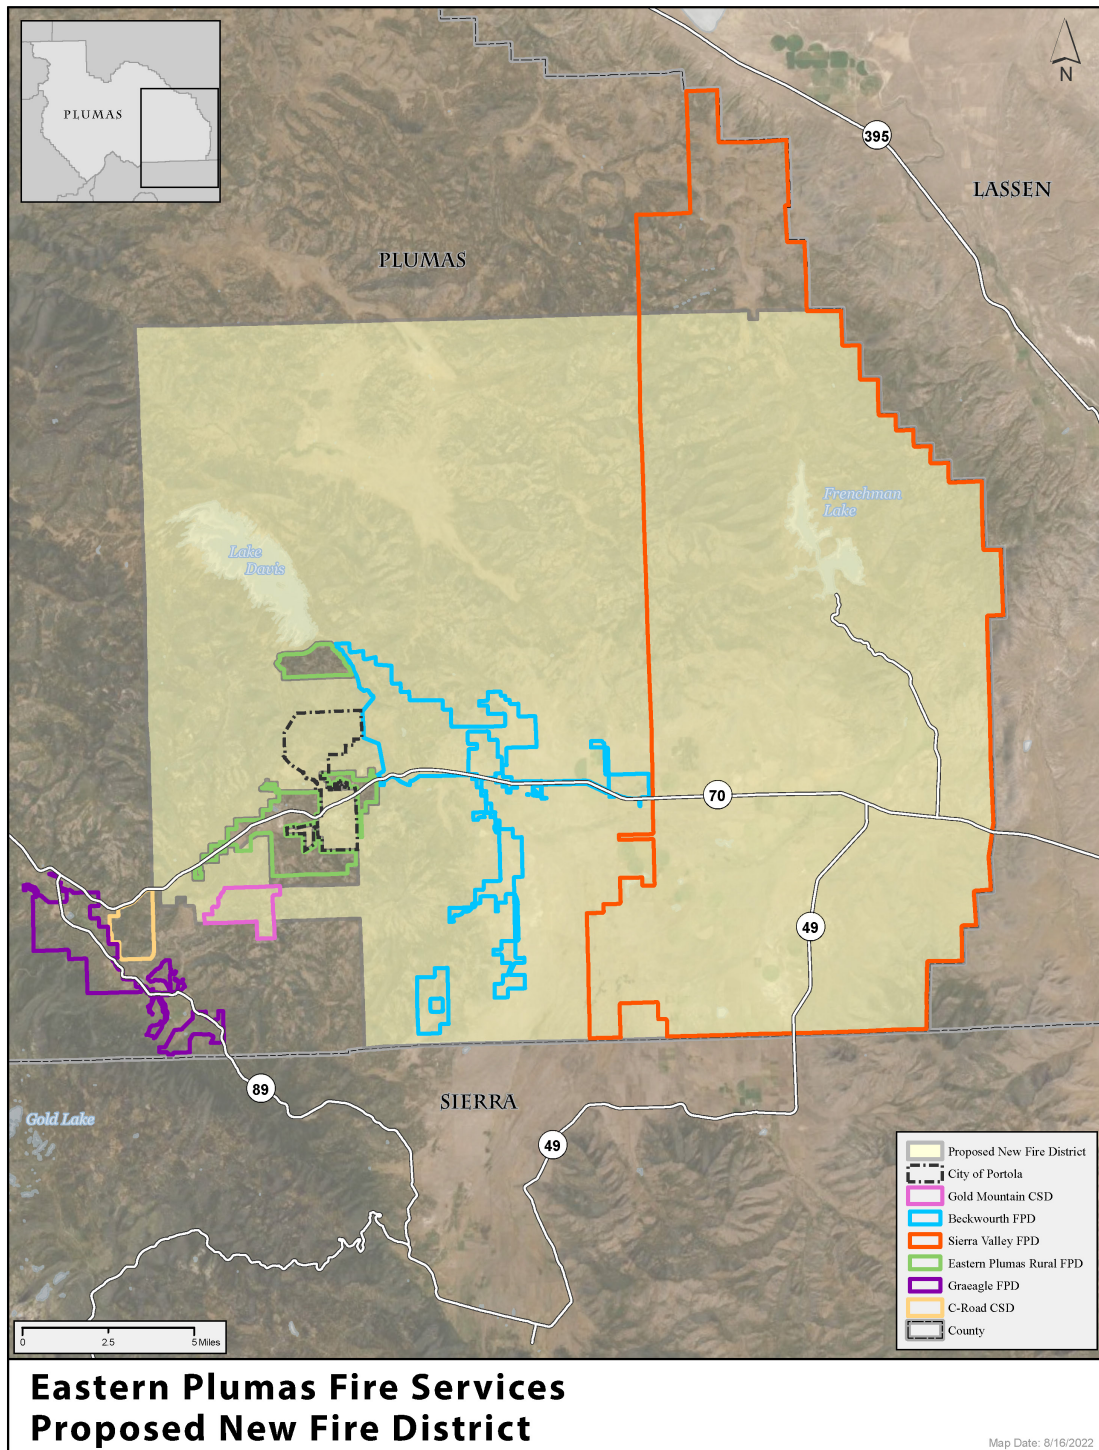 PLUMAS
N
395
LASSEN
PLUMAS
Frenchman
Lake
Lake
Davis
70
49
89
SIERRA
Gold Lake
49
Proposed New Fire District
City of Portola
Gold Mountain CSD
Beckwourth FPD
Sierra Valley FPD
Eastern Plumas Rural FPD
Graeagle FPD
C-Road CSD
County
0 2.5 5 Miles
Eastern Plumas Fire Services
Proposed New Fire District
Map Date: 8/16/2022